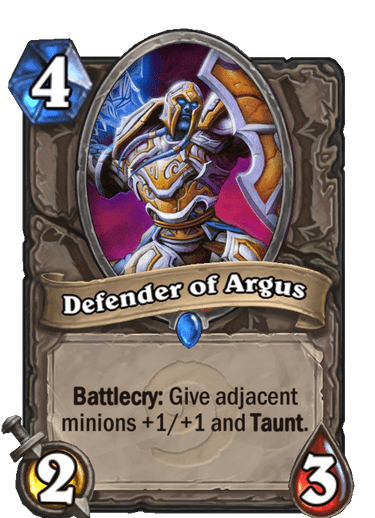 4
Defender of Argus
Battlecry: Give adjacent
minions +1/+1 and Taunt.
2
3